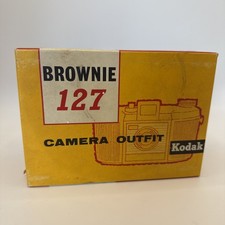 BROWNIE
127
CAMERA OUTFIT
Kodak